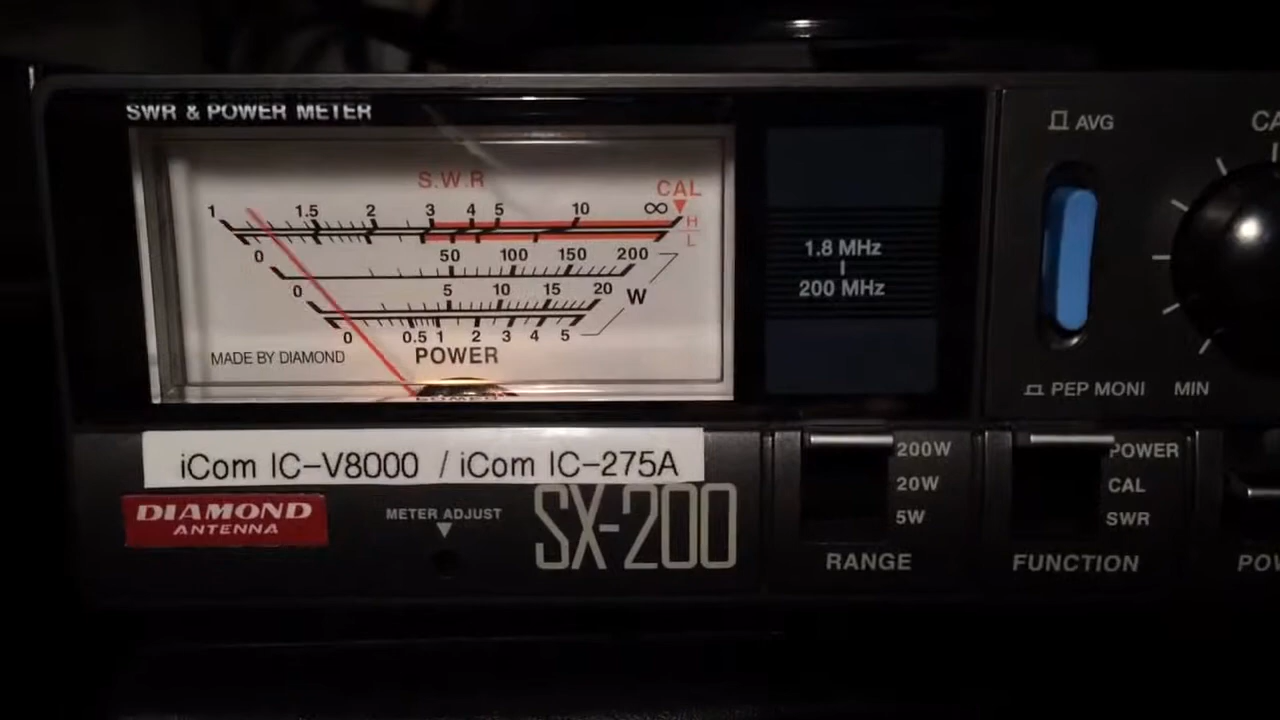 SWR & POWER METER
S.W.R
CAL
1 1.5 2 3 4 5 10 ∞
H
L
0 50 100 150 200
0 5 10 15 20
W
0 0.5 1 2 3 4 5
MADE BY DIAMOND
POWER
1.8 MHz
200 MHz
AVG
PEP MONI
MIN
iCom IC-V8000 / iCom IC-275A
DIAMOND
ANTENNA
METER ADJUST
SX-200
200W
20W
5W
RANGE
POWER
CAL
SWR
FUNCTION